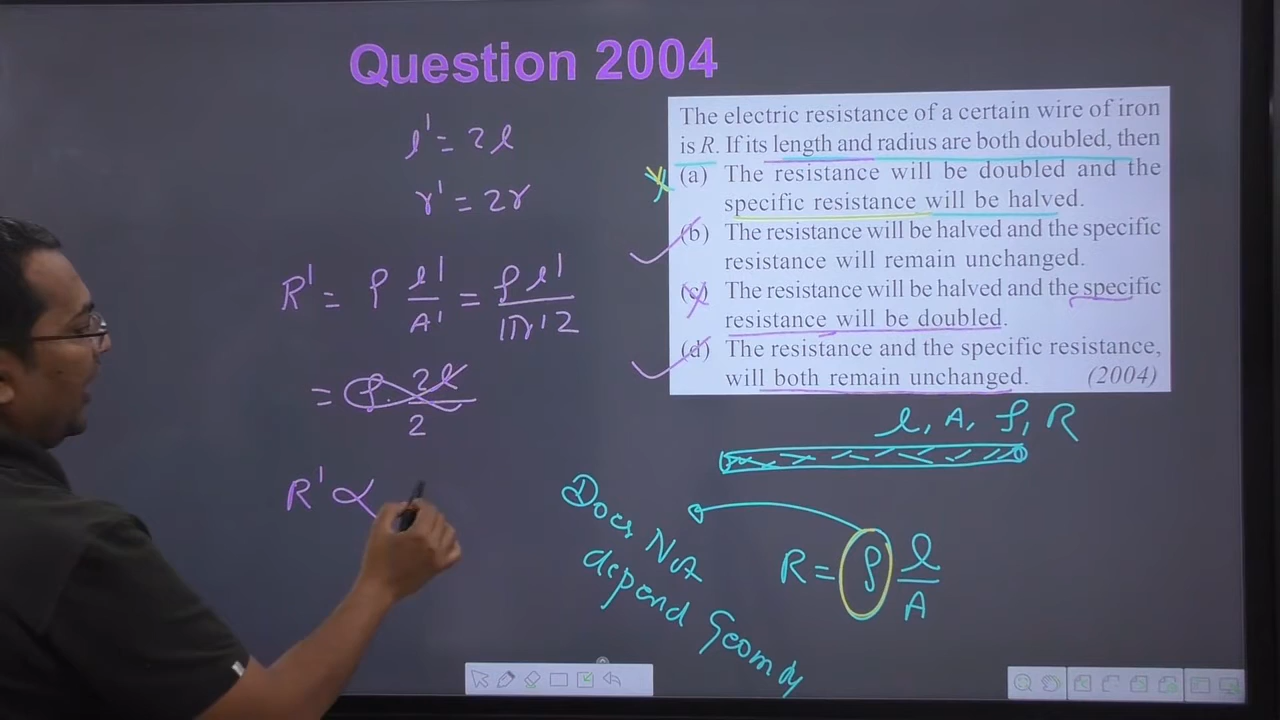 Question 2004
l' = 2l
r' = 2r
R' = ρ l'/A' = ρl'/πr'2
= ρ. 2l/2
R' ∝
The electric resistance of a certain wire of iron
is R. If its length and radius are both doubled, then
(a) The resistance will be doubled and the
specific resistance will be halved.
(b) The resistance will be halved and the specific
resistance will remain unchanged.
(c) The resistance will be halved and the specific
resistance will be doubled.
(d) The resistance and the specific resistance,
will both remain unchanged. (2004)
l, A, ρ, R
Does Not
depend Geometry
R = ρ l/A